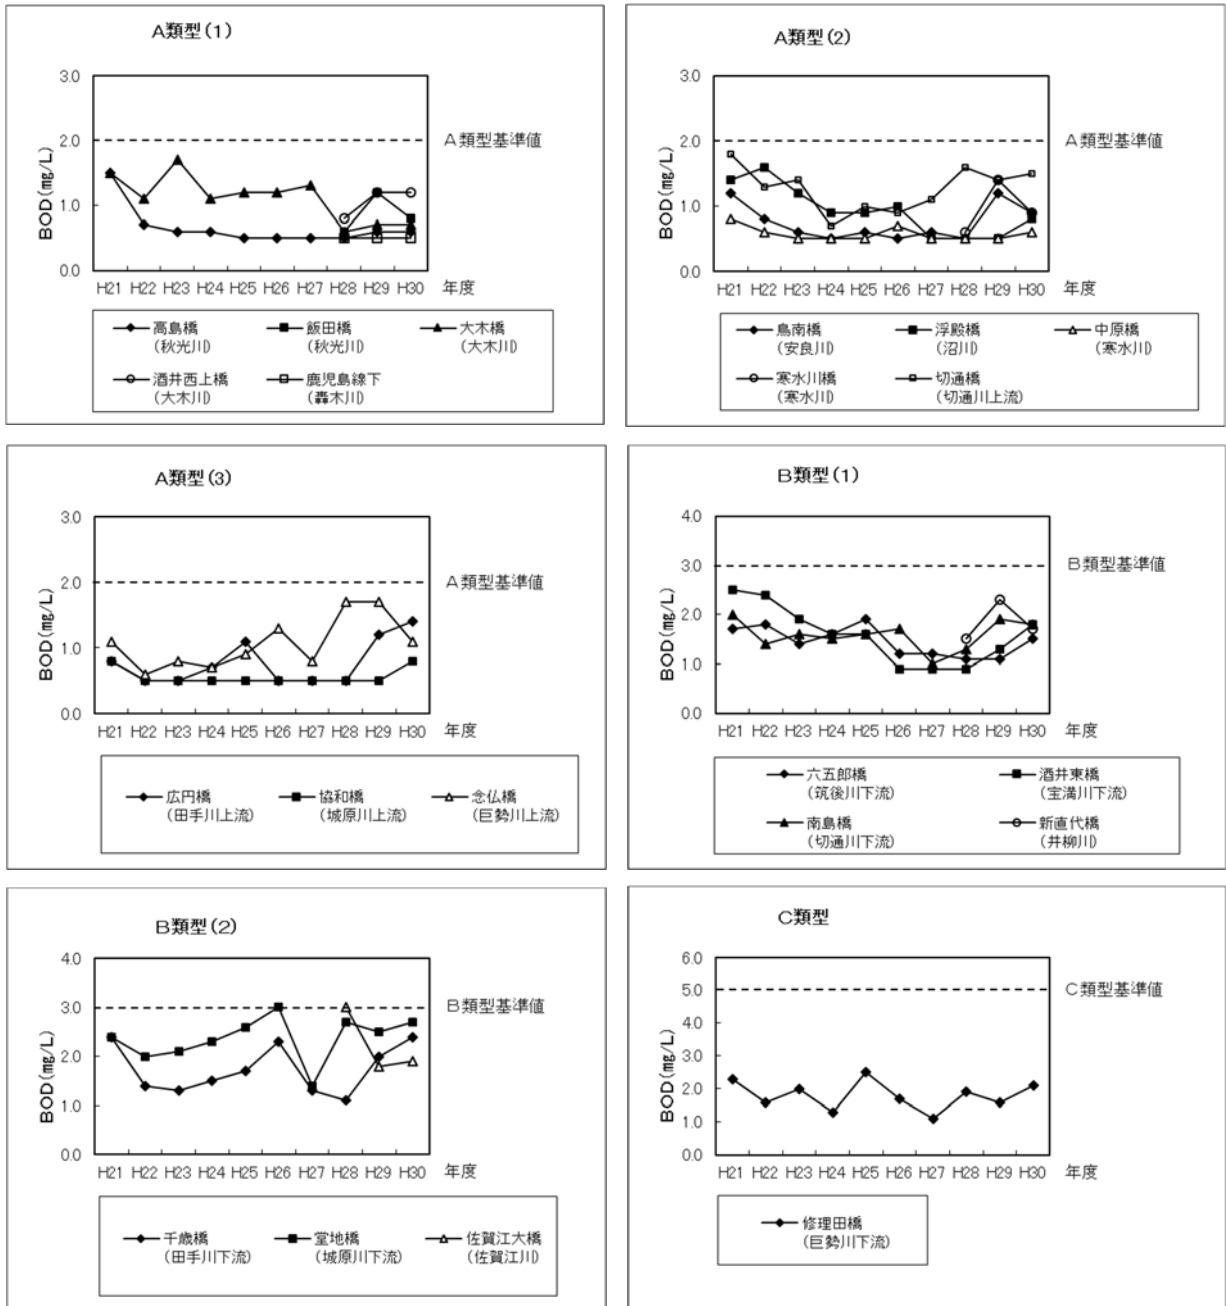 A類型(1)
3.0
2.0
1.0
0.0
BOD(㎎/L)
A類型基準値
H21 H22 H23 H24 H25 H26 H27 H28 H29 H30 年度
高島橋 飯田橋 大木橋
(秋光川) (秋光川) (大木川)
酒井西上橋 鹿児島線下
(大木川) (轟木川)
A類型(2)
3.0
2.0
1.0
0.0
BOD(㎎/L)
A類型基準値
H21 H22 H23 H24 H25 H26 H27 H28 H29 H30 年度
鳥南橋 浮殿橋 中原橋
(安良川) (沼川) (寒水川)
寒水川橋 切通橋
(寒水川) (切通川上流)
A類型(3)
3.0
2.0
1.0
0.0
BOD(㎎/L)
A類型基準値
H21 H22 H23 H24 H25 H26 H27 H28 H29 H30 年度
広円橋 協和橋 念仏橋
(田手川上流) (城原川上流) (巨勢川上流)
B類型(1)
4.0
3.0
2.0
1.0
0.0
BOD(㎎/L)
B類型基準値
H21 H22 H23 H24 H25 H26 H27 H28 H29 H30 年度
六五郎橋 酒井東橋
(筑後川下流) (宝満川下流)
南島橋 新直代橋
(切通川下流) (井柳川)
B類型(2)
4.0
3.0
2.0
1.0
0.0
BOD(㎎/L)
B類型基準値
H21 H22 H23 H24 H25 H26 H27 H28 H29 H30 年度
千歳橋 堂地橋 佐賀江大橋
(田手川下流) (城原川下流) (佐賀江川)
C類型
6.0
5.0
4.0
3.0
2.0
1.0
0.0
BOD(㎎/L)
C類型基準値
H21 H22 H23 H24 H25 H26 H27 H28 H29 H30 年度
修理田橋
(巨勢川下流)